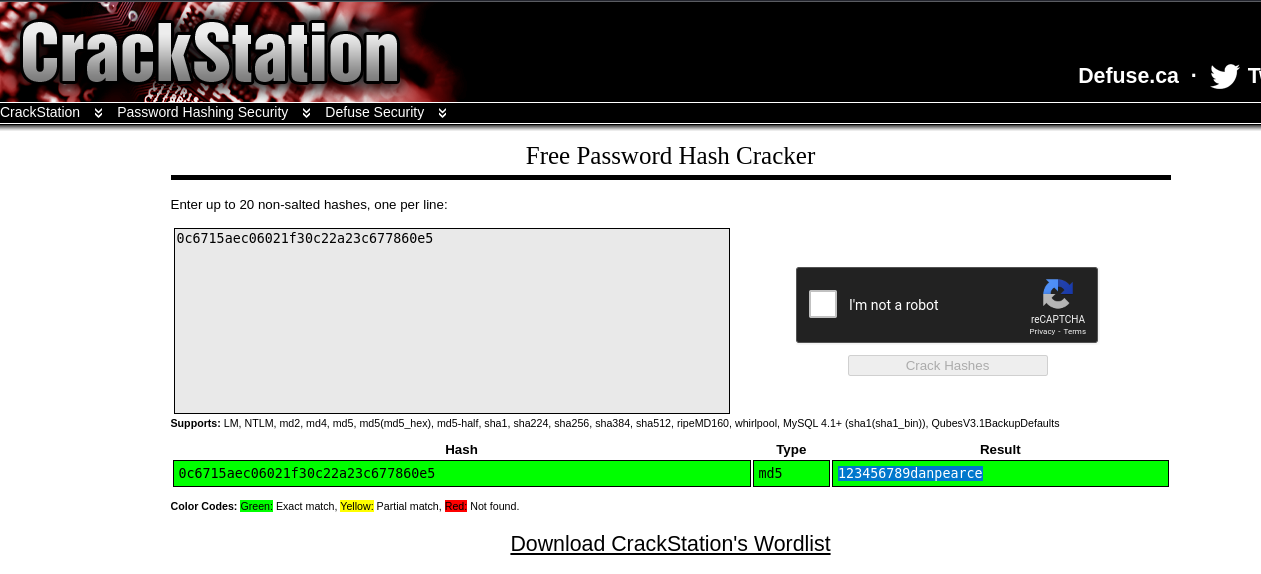 CrackStation
Defuse.ca ·
CrackStation Password Hashing Security Defuse Security
Free Password Hash Cracker
Enter up to 20 non-salted hashes, one per line:
0c6715aec06021f30c22a23c677860e5
I'm not a robot
reCAPTCHA
Privacy - Terms
Crack Hashes
Supports: LM, NTLM, md2, md4, md5, md5(md5_hex), md5-half, sha1, sha224, sha256, sha384, sha512, ripeMD160, whirlpool, MySQL 4.1+ (sha1(sha1_bin)), QubesV3.1BackupDefaults
Hash Type Result
0c6715aec06021f30c22a23c677860e5 md5 123456789danpearce
Color Codes: Green: Exact match, Yellow: Partial match, Red: Not found.
Download CrackStation's Wordlist